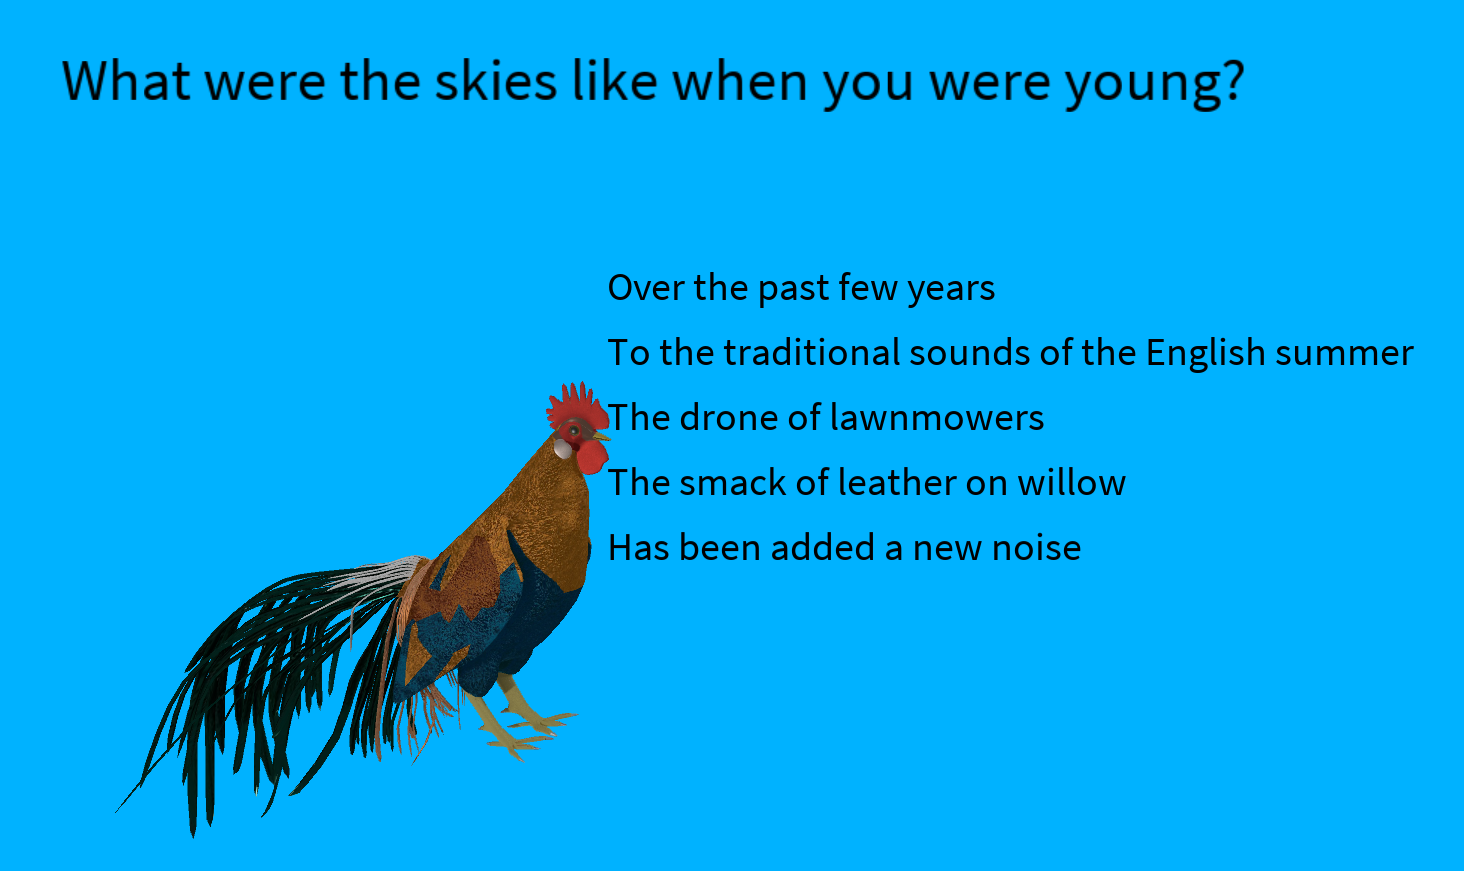 What were the skies like when you were young?
Over the past few years
To the traditional sounds of the English summer
The drone of lawnmowers
The smack of leather on willow
Has been added a new noise